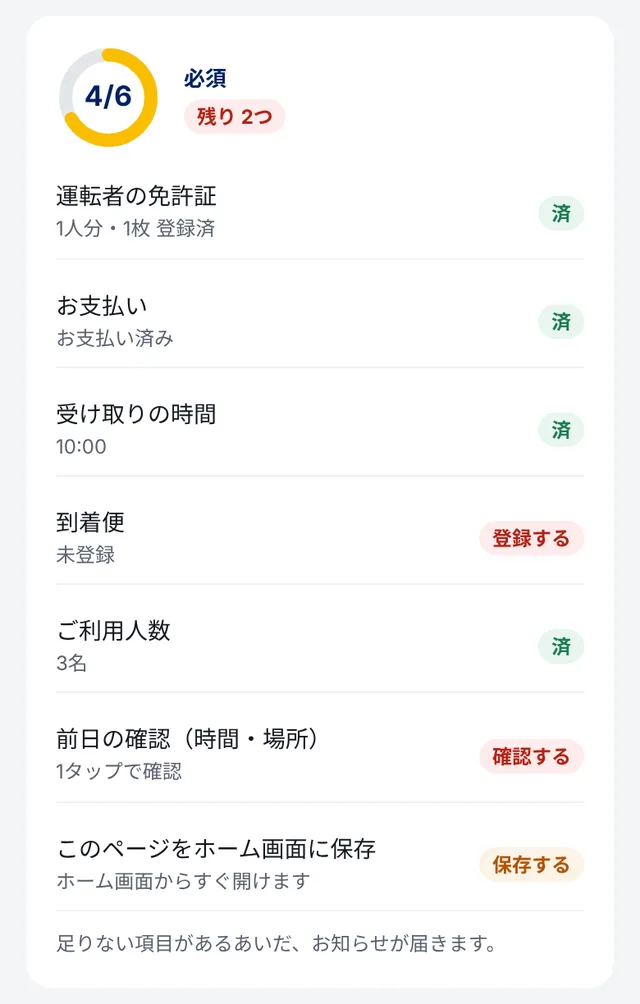 4/6
必須
残り 2つ
運転者の免許証
1人分・1枚 登録済
済
お支払い
お支払い済み
済
受け取りの時間
10:00
済
到着便
未登録
登録する
ご利用人数
3名
済
前日の確認（時間・場所）
1タップで確認
確認する
このページをホーム画面に保存
ホーム画面からすぐ開けます
保存する
足りない項目があるあいだ、お知らせが届きます。